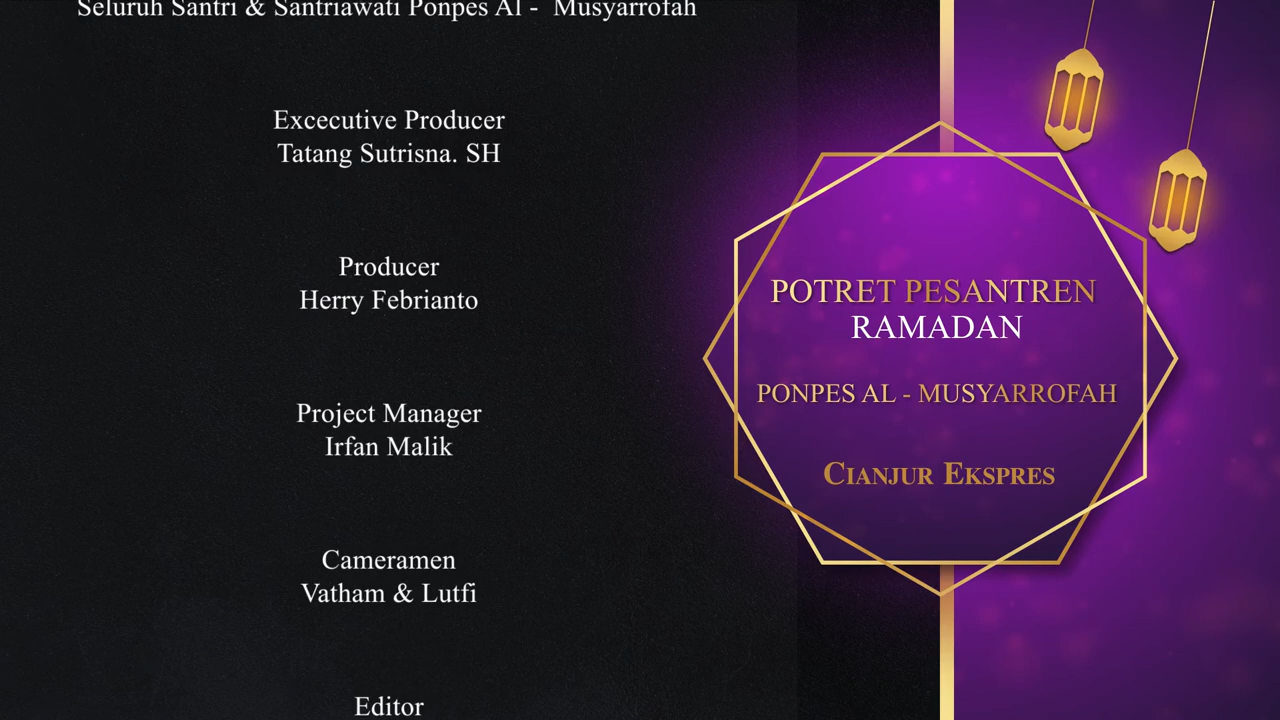 Seluruh Santri & Santriawati Ponpes Al - Musyarrofah
Excecutive Producer
Tatang Sutrisna. SH
Producer
Herry Febrianto
Project Manager
Irfan Malik
Cameramen
Vatham & Lutfi
Editor
POTRET PESANTREN
RAMADAN
PONPES AL - MUSYARROFAH
CIANJUR EKSPRES